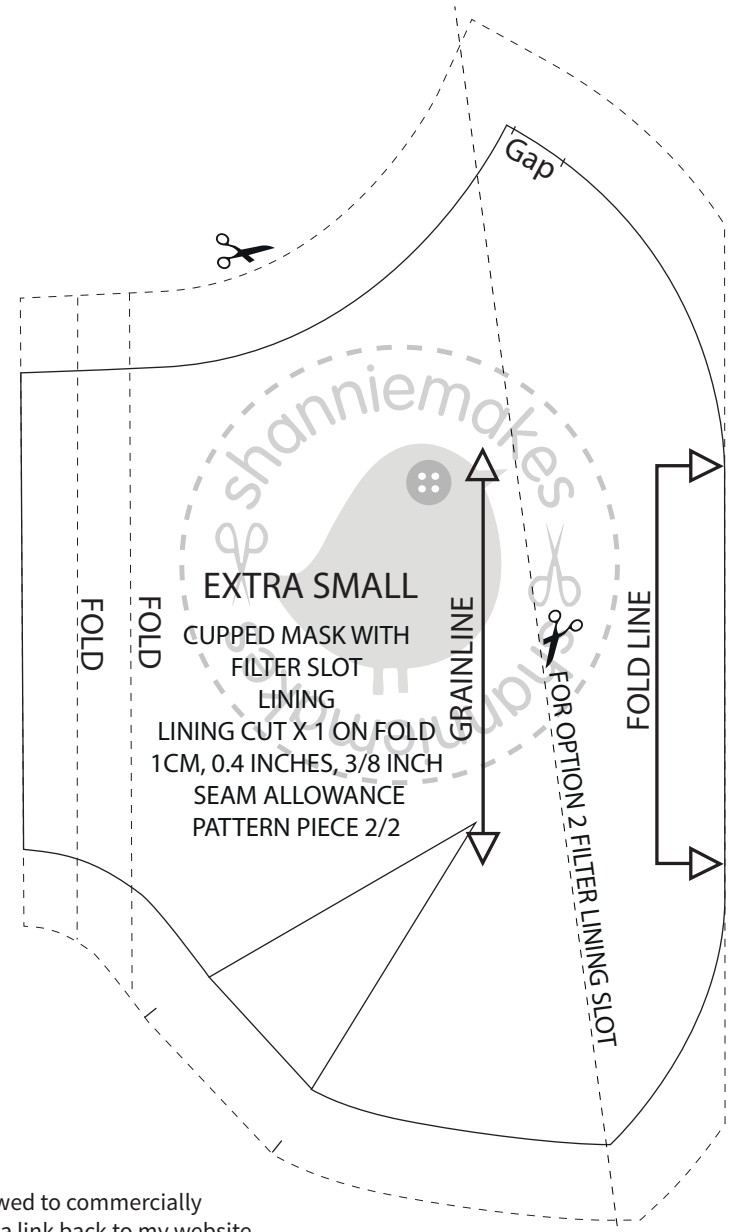 Gap
shanniemakes
EXTRA SMALL
CUPPED MASK WITH
FILTER SLOT
LINING
LINING CUT X 1 ON FOLD
1CM, 0.4 INCHES, 3/8 INCH
SEAM ALLOWANCE
PATTERN PIECE 2/2
FOLD
FOLD
GRAINLINE
FOLD LINE
FOR OPTION 2 FILTER LINING SLOT
shanniemakes
wed to commercially
a link back to my website